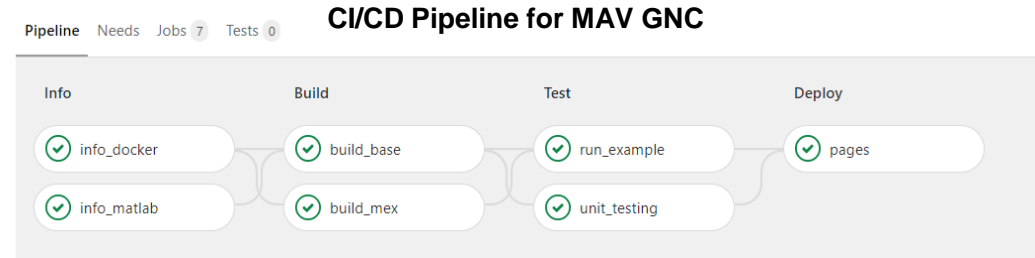 CI/CD Pipeline for MAV GNC
Pipeline Needs Jobs 7 Tests 0
Info Build Test Deploy
info_docker build_base run_example pages
info_matlab build_mex unit_testing